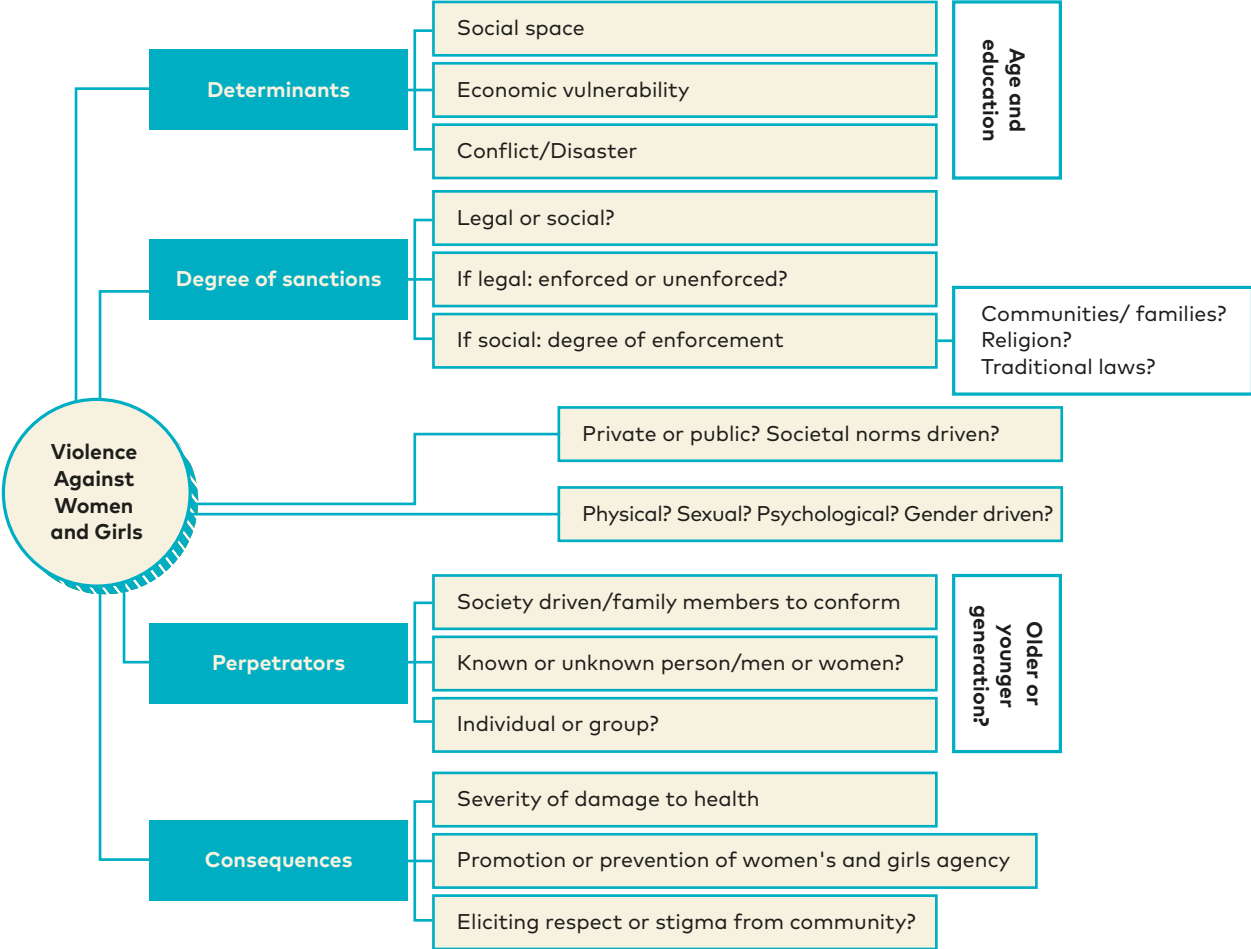 Determinants
Social space
Economic vulnerability
Conflict/Disaster
Age and
education
Degree of sanctions
Legal or social?
If legal: enforced or unenforced?
If social: degree of enforcement
Communities/ families?
Religion?
Traditional laws?
Violence
Against
Women
and Girls
Private or public? Societal norms driven?
Physical? Sexual? Psychological? Gender driven?
Perpetrators
Society driven/family members to conform
Known or unknown person/men or women?
Individual or group?
Older or
younger
generation?
Consequences
Severity of damage to health
Promotion or prevention of women's and girls agency
Eliciting respect or stigma from community?